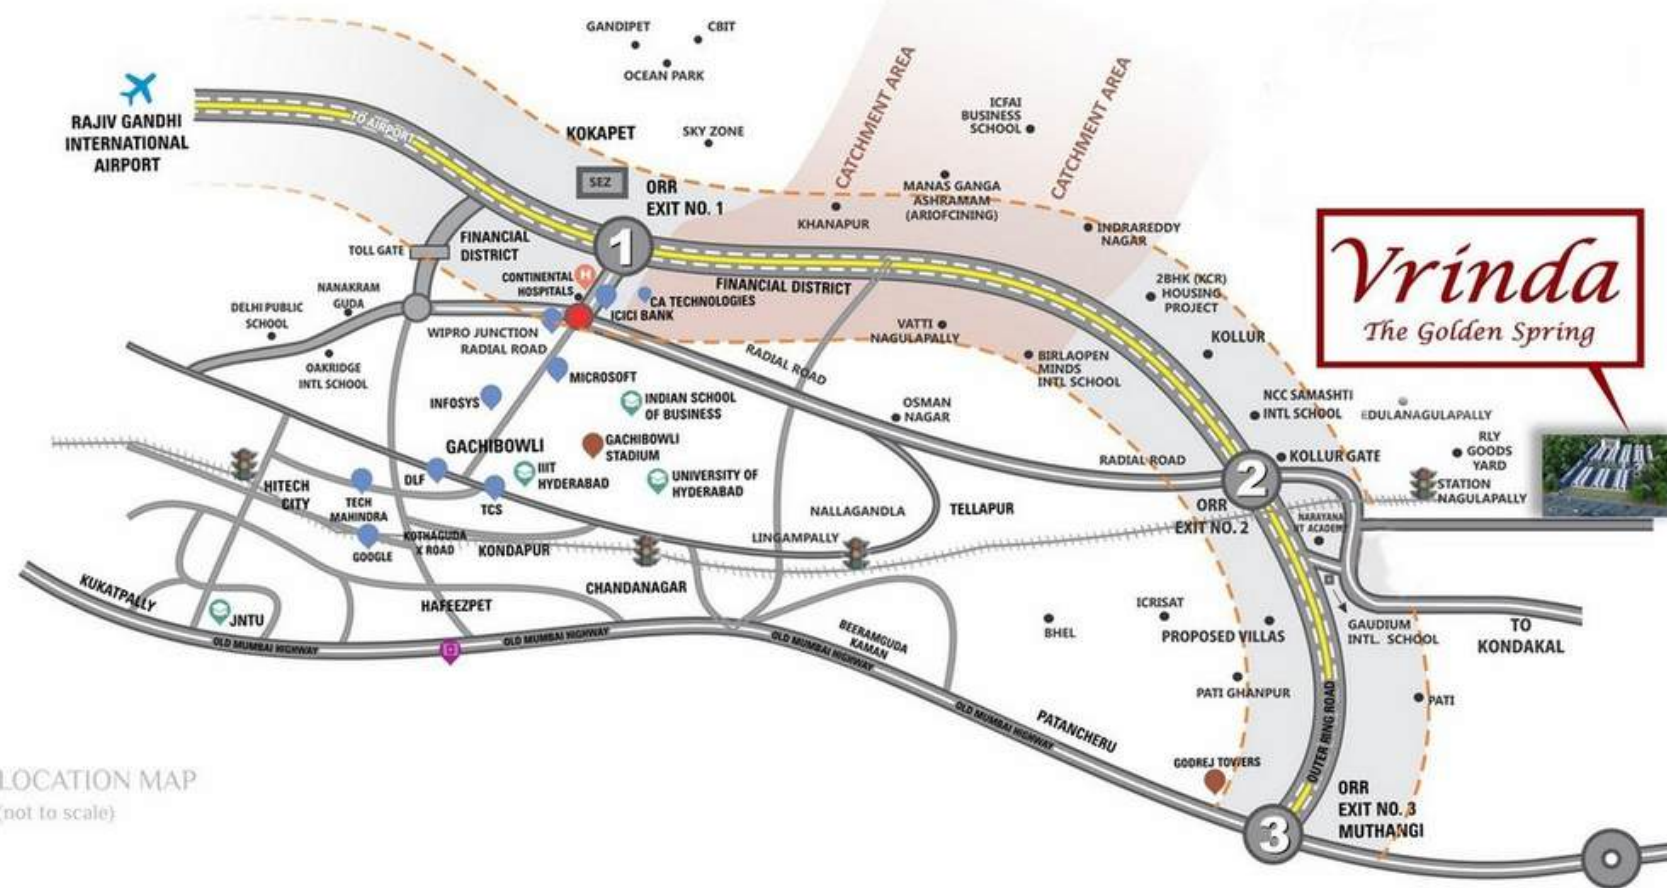 GANDIPET
CBIT
OCEAN PARK
RAJIV GANDHI
INTERNATIONAL
AIRPORT
TO AIRPORT
KOKAPET
SKY ZONE
SEZ
ORR
EXIT NO. 1
1
CATCHMENT AREA
CATCHMENT AREA
ICFAI
BUSINESS
SCHOOL
MANAS GANGA
ASHRAMAM
(ARIOFCINING)
KHANAPUR
INDRAREDDY
NAGAR
TOLL GATE
FINANCIAL
DISTRICT
CONTINENTAL
HOSPITALS
H
CA TECHNOLOGIES
ICICI BANK
FINANCIAL DISTRICT
2BHK (KCR)
HOUSING
PROJECT
KOLLUR
Vrinda
The Golden Spring
NANAKRAM
GUDA
DELHI PUBLIC
SCHOOL
OAKRIDGE
INTL SCHOOL
WIPRO JUNCTION
RADIAL ROAD
RADIAL ROAD
VATTI
NAGULAPALLY
BIRLAOPEN
MINDS
INTL SCHOOL
MICROSOFT
INFOSYS
INDIAN SCHOOL
OF BUSINESS
OSMAN
NAGAR
NCC SAMASHTI
INTL SCHOOL
EDULANAGULAPALLY
RLY
GOODS
YARD
GACHIBOWLI
GACHIBOWLI
STADIUM
RADIAL ROAD
2
KOLLUR GATE
STATION
NAGULAPALLY
HITECH
CITY
TECH
MAHINDRA
DLF
TCS
IIIT
HYDERABAD
UNIVERSITY OF
HYDERABAD
NALLAGANDLA
TELLAPUR
ORR
EXIT NO. 2
NARAYANA
IIT ACADEMY
LINGAMPALLY
GOOGLE
KOTHAGUDA
X ROAD
KONDAPUR
CHANDANAGAR
KUKATPALLY
JNTU
HAFEEZPET
OLD MUMBAI HIGHWAY
OLD MUMBAI HIGHWAY
OLD MUMBAI HIGHWAY
BEERAMGUDA
KAMAN
BHEL
ICRISAT
PROPOSED VILLAS
GAUDIUM
INTL. SCHOOL
TO
KONDAKAL
PATI GHANPUR
PATI
OLD MUMBAI HIGHWAY
PATANCHERU
OUTER RING ROAD
GODREJ TOWERS
3
ORR
EXIT NO. 3
MUTHANGI
LOCATION MAP
(not to scale)